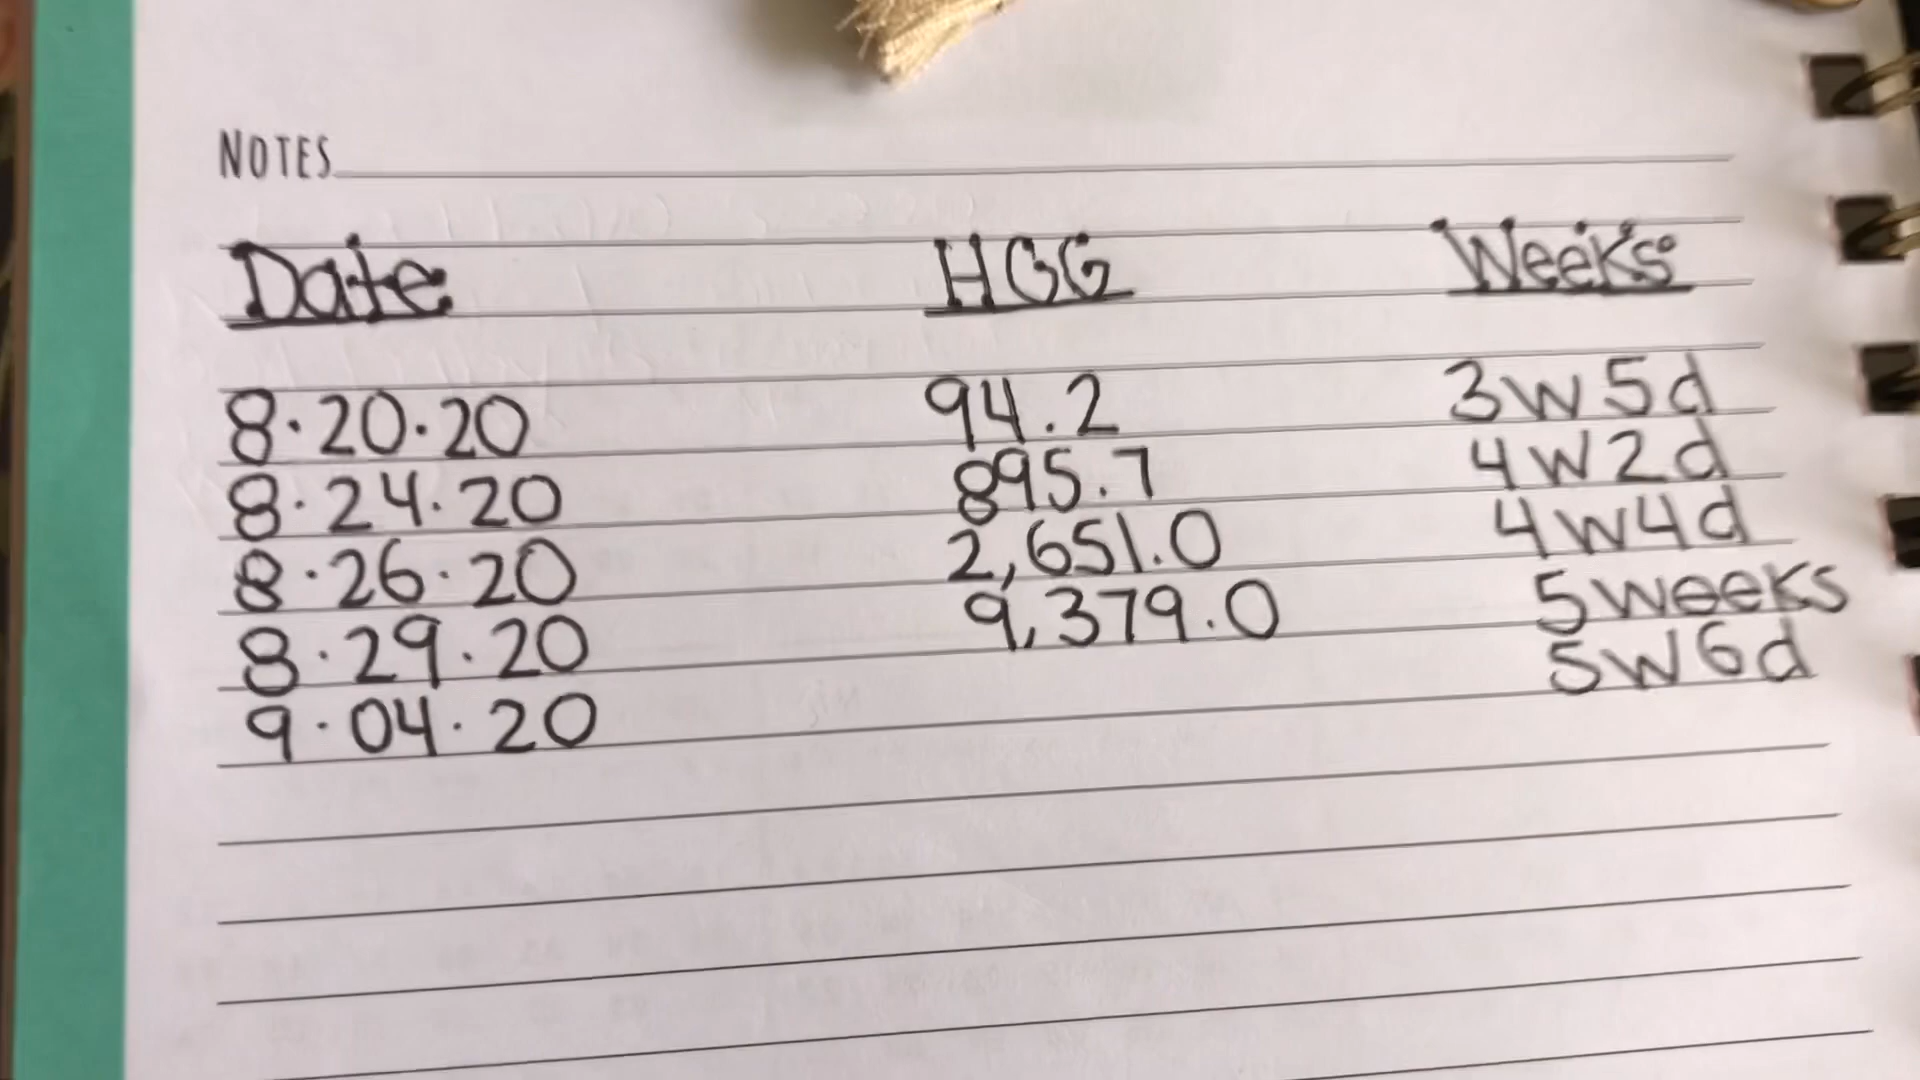 NOTES
Date HGG Weeks
8.20.20 94.2 3w5d
8.24.20 895.7 4w2d
8.26.20 2,651.0 4w4d
8.29.20 9,379.0 5weeks
9.04.20 5w6d